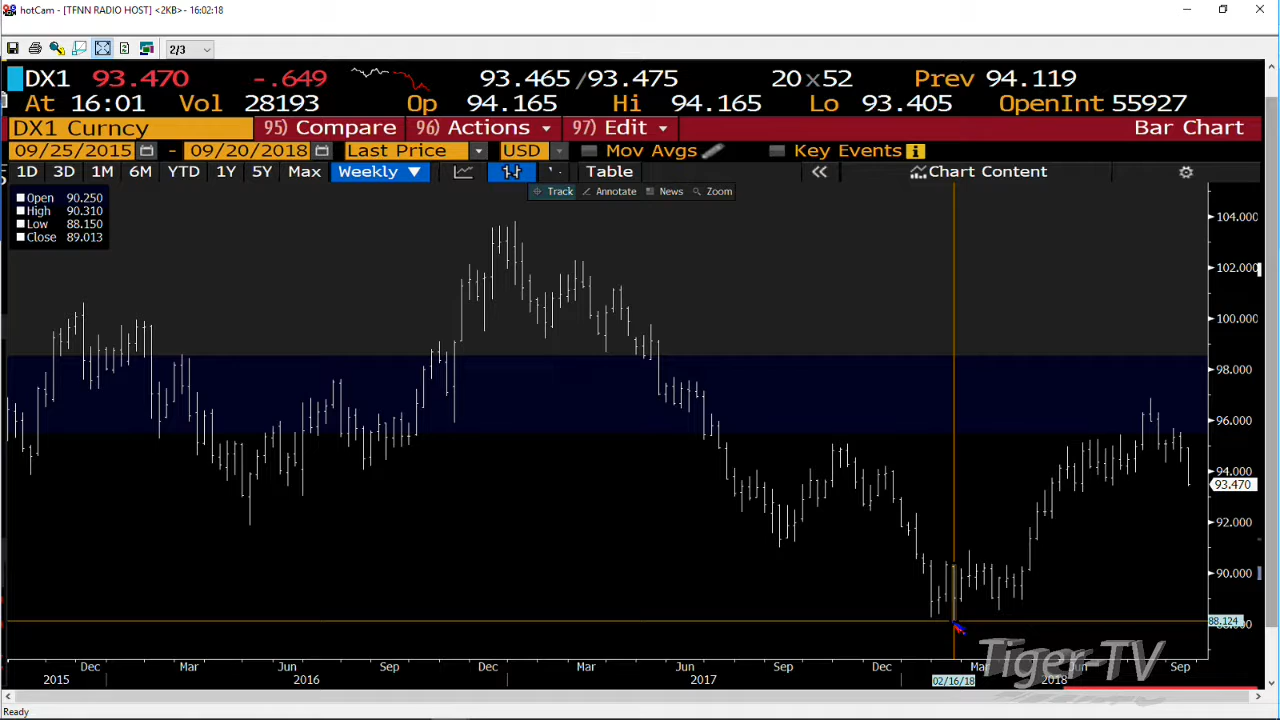 hotCam - [TFNN RADIO HOST] <2KB> - 16:02:18
2/3
DX1 93.470 -.649 93.465/93.475 20x52 Prev 94.119
At 16:01 Vol 28193 Op 94.165 Hi 94.165 Lo 93.405 OpenInt 55927
DX1 Curncy 95) Compare 96) Actions 97) Edit Bar Chart
09/25/2015 - 09/20/2018 Last Price USD Mov Avgs Key Events
1D 3D 1M 6M YTD 1Y 5Y Max Weekly Table Chart Content
Track Annotate News Zoom
Open 90.250
High 90.310
Low 88.150
Close 89.013
104.000
102.000
100.000
98.000
96.000
94.000
93.470
92.000
90.000
88.124
Dec Mar Jun Sep Dec Mar Jun Sep Dec Mar Jun Sep
2015 2016 2017 02/16/18 2018
Tiger-TV
Ready